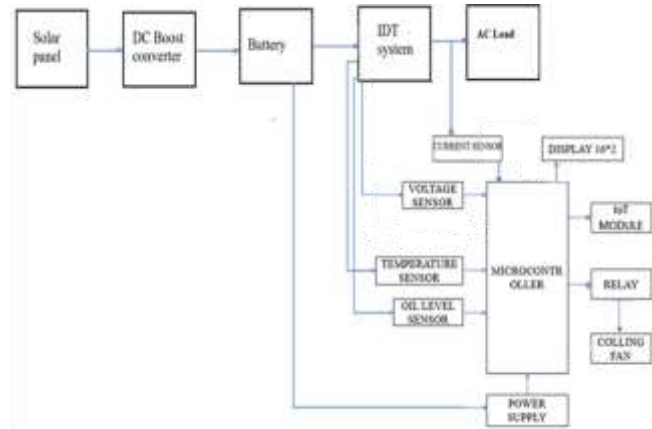 Solar
panel
DC Boost
converter
Battery
IDT
system
AC Load
CURRENT SENSOR
DISPLAY 16*2
VOLTAGE
SENSOR
IoT
MODULE
TEMPERATURE
SENSOR
MICROCONTR
OLLER
RELAY
OIL LEVEL
SENSOR
COLLING
FAN
POWER
SUPPLY